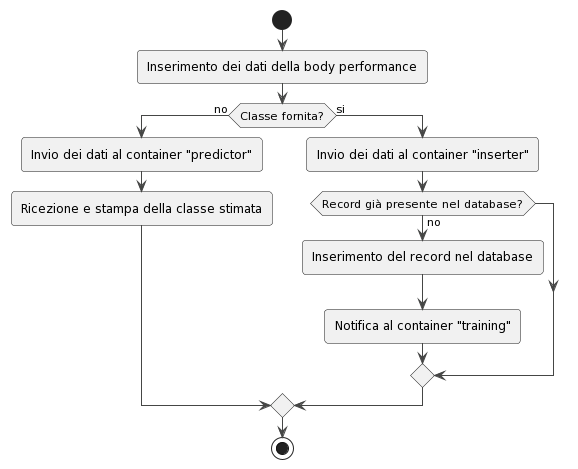 Inserimento dei dati della body performance
no
Classe fornita?
si
Invio dei dati al container "predictor"
Invio dei dati al container "inserter"
Ricezione e stampa della classe stimata
Record già presente nel database?
no
Inserimento del record nel database
Notifica al container "training"